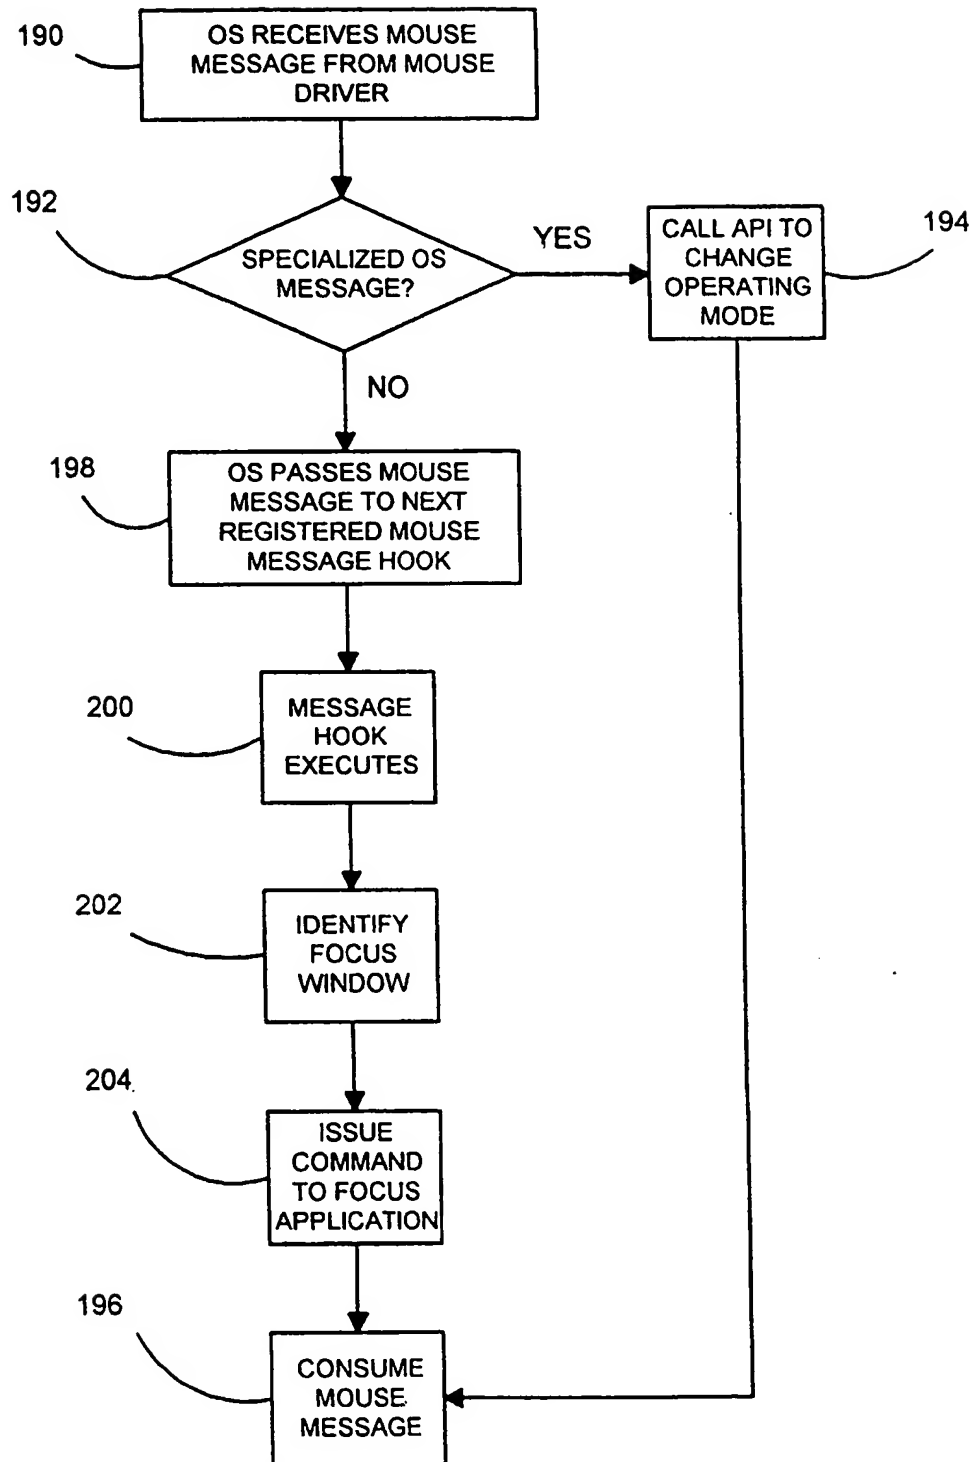 190
OS RECEIVES MOUSE
MESSAGE FROM MOUSE
DRIVER
192
SPECIALIZED OS
MESSAGE?
YES
CALL API TO
CHANGE
OPERATING
MODE
194
NO
198
OS PASSES MOUSE
MESSAGE TO NEXT
REGISTERED MOUSE
MESSAGE HOOK
200
MESSAGE
HOOK
EXECUTES
202
IDENTIFY
FOCUS
WINDOW
204
ISSUE
COMMAND
TO FOCUS
APPLICATION
196
CONSUME
MOUSE
MESSAGE